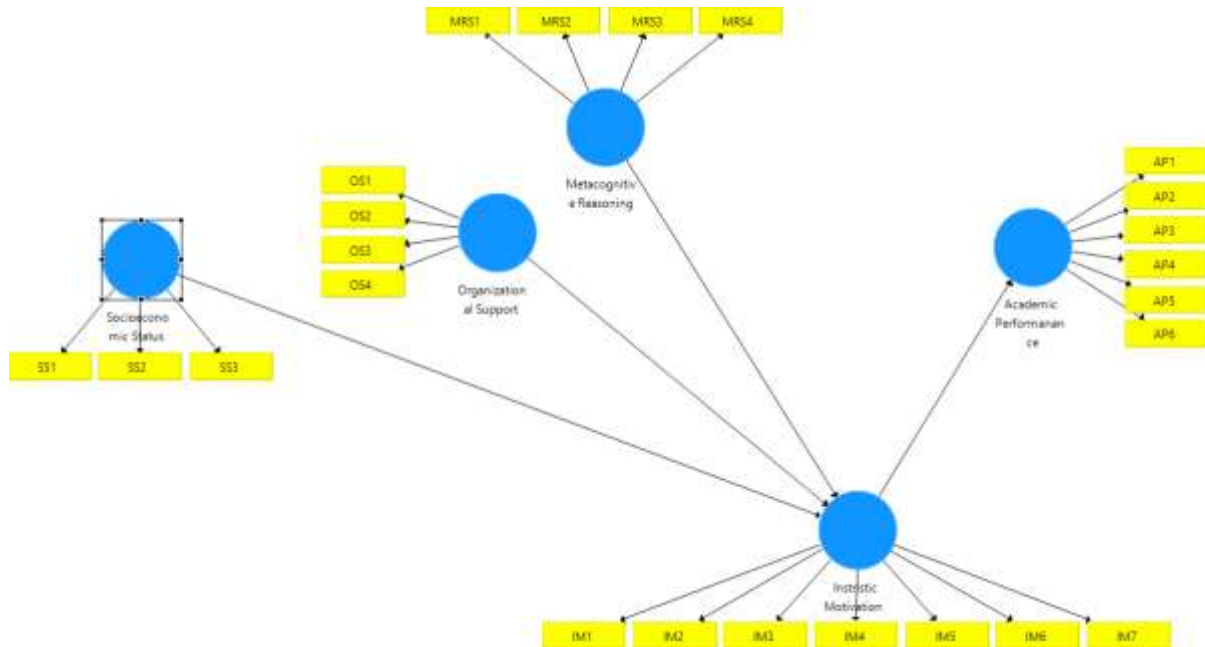 MRS1 MRS2 MRS3 MRS4
Metacognitiv
e Reasoning
OS1
OS2
OS3
OS4
Organization
al Support
Socioecono
mic Status
SS1 SS2 SS3
AP1
AP2
AP3
AP4
AP5
AP6
Academic
Performanan
ce
Motivation
IM1 IM2 IM3 IM4 IM5 IM6 IM7